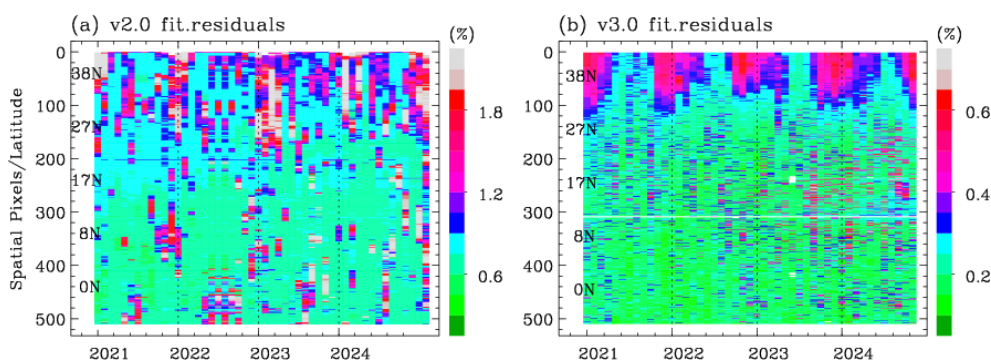 (a) v2.0 fit.residuals
(%)
Spatial Pixels/Latitude
0
38N
100
27N
200
17N
300
8N
400
0N
500
2021 2022 2023 2024
1.8
1.2
0.6
(b) v3.0 fit.residuals
(%)
0
38N
100
27N
200
17N
300
8N
400
0N
500
2021 2022 2023 2024
0.6
0.4
0.2